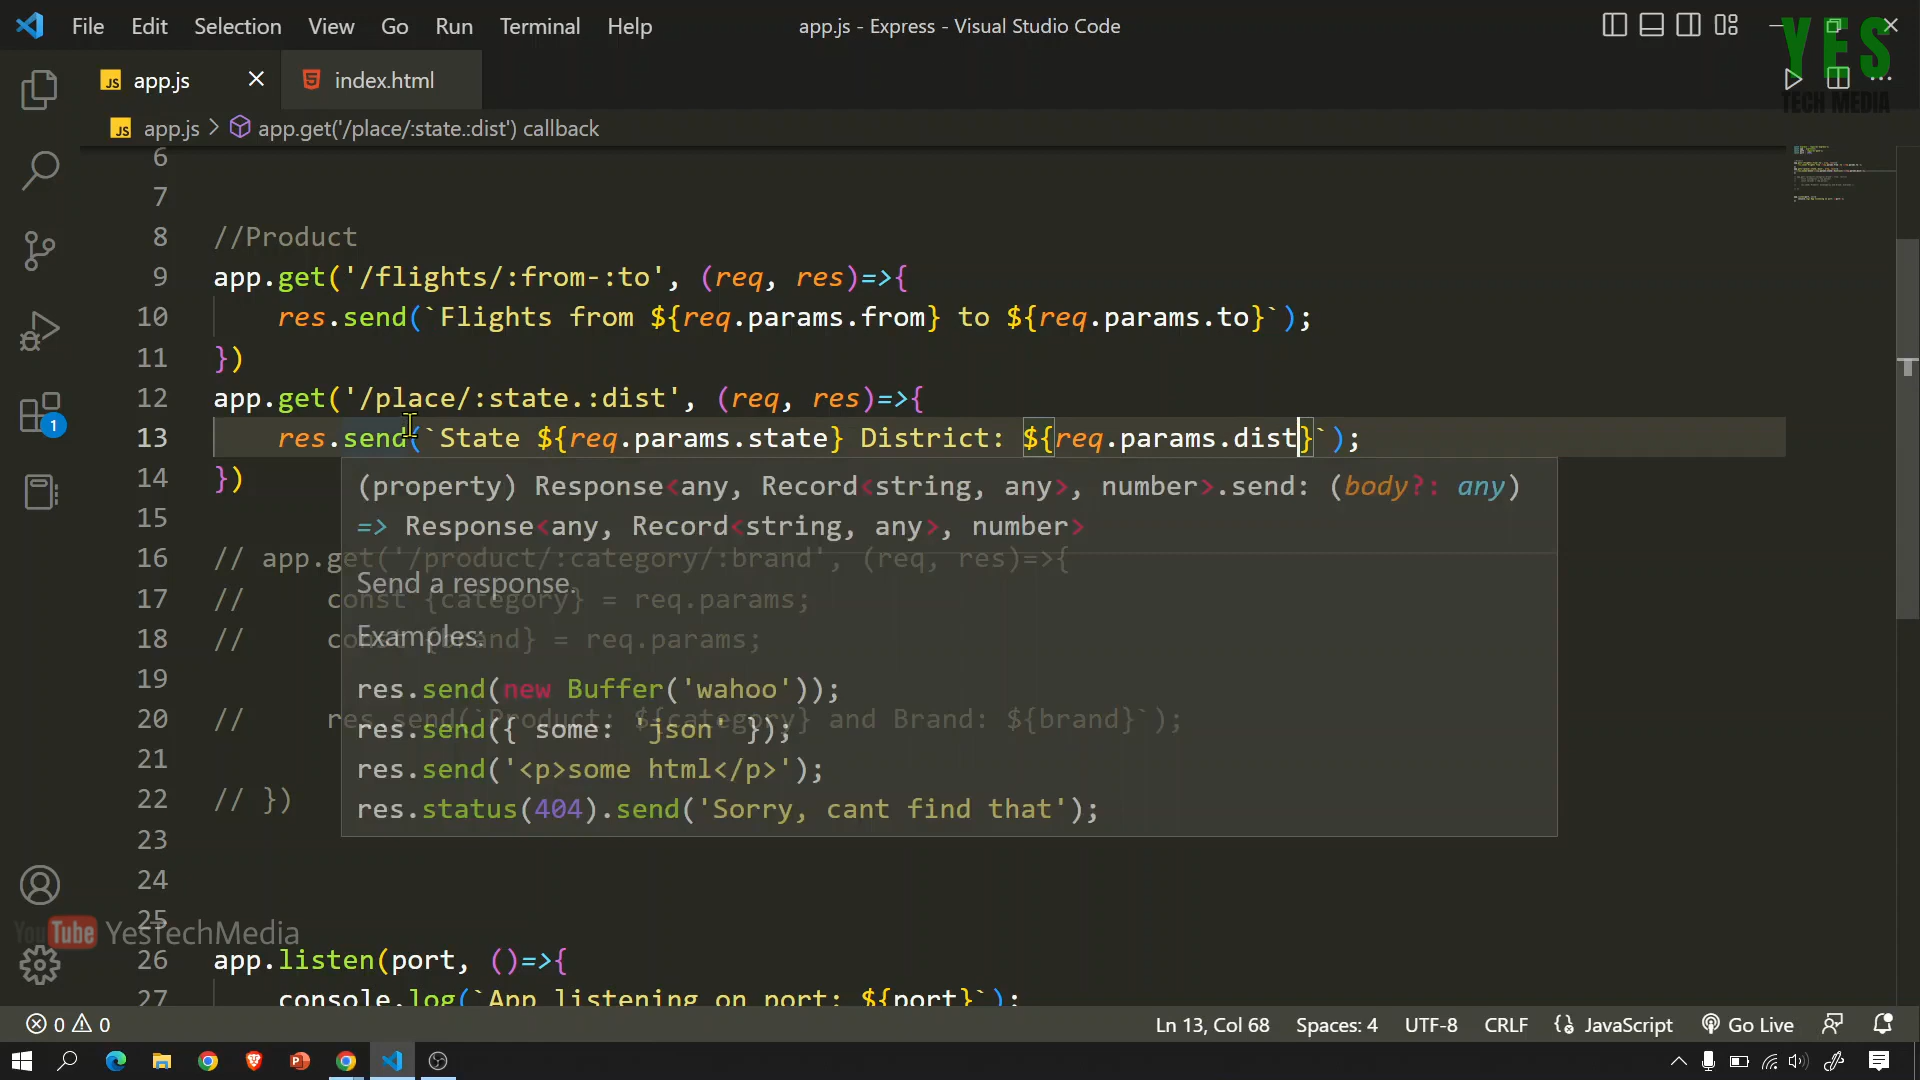 File Edit Selection View Go Run Terminal Help
app.js - Express - Visual Studio Code
YES
TECH MEDIA
JS app.js
index.html
JS app.js > app.get('/place/:state.:dist') callback
6
7
8 //Product
9 app.get('/flights/:from-:to', (req, res)=>{
10 res.send(`Flights from ${req.params.from} to ${req.params.to}`);
11 })
12 app.get('/place/:state.:dist', (req, res)=>{
13 res.send(`State ${req.params.state} District: ${req.params.dist}`);
14 })
(property) Response<any, Record<string, any>, number>.send: (body?: any)
=> Response<any, Record<string, any>, number>
Send a response.
Examples:
res.send(new Buffer('wahoo'));
res.send({ some: 'json' });
res.send('<p>some html</p>');
res.status(404).send('Sorry, cant find that');
15
16 // app.get('/product/:category/:brand', (req, res)=>{
17 // const {category} = req.params;
18 // const {brand} = req.params;
19
20 // res.send(`Product: ${category} and Brand: ${brand}`);
21
22 // })
23
24
25
26 app.listen(port, ()=>{
27 console.log(`App listening on port: ${port}`);
1
YouTube YesTechMedia
0 0
Ln 13, Col 68 Spaces: 4 UTF-8 CRLF JavaScript Go Live